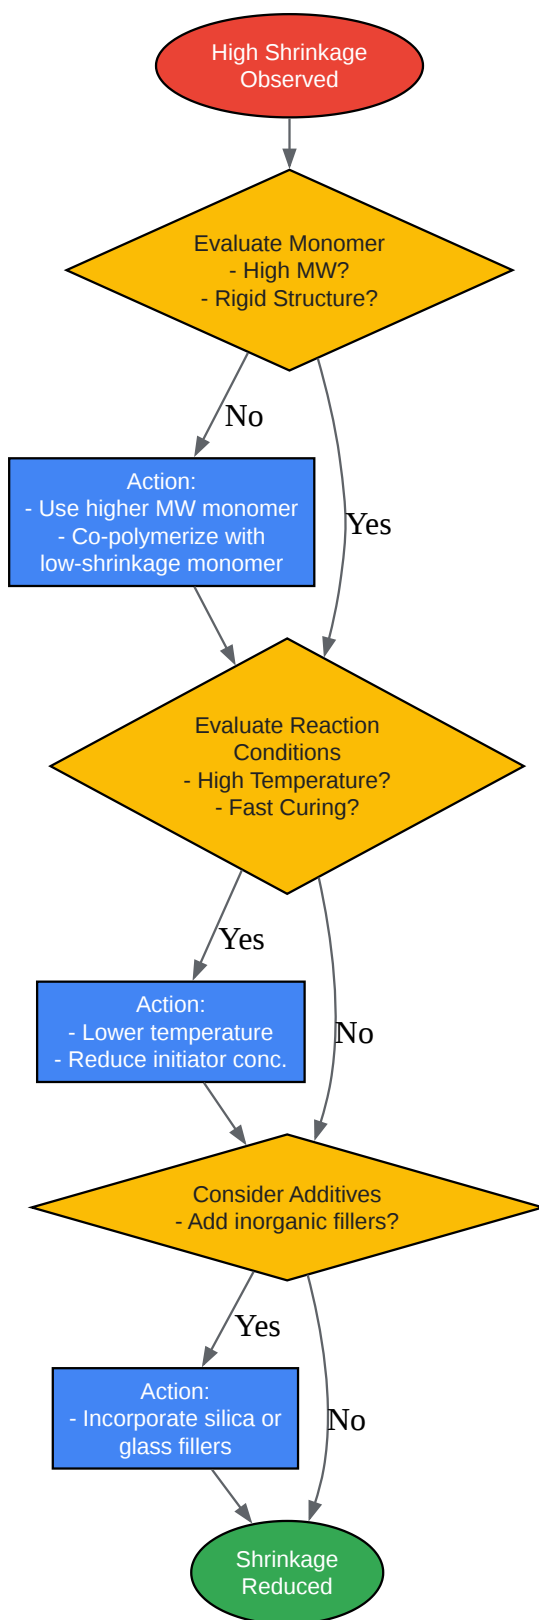 High Shrinkage
Observed
Evaluate Monomer
- High MW?
- Rigid Structure?
No
Action:
- Use higher MW monomer
- Co-polymerize with
low-shrinkage monomer
Yes
Evaluate Reaction
Conditions
- High Temperature?
- Fast Curing?
Yes
Action:
- Lower temperature
- Reduce initiator conc.
No
Consider Additives
- Add inorganic fillers?
Yes
Action:
- Incorporate silica or
glass fillers
No
Shrinkage
Reduced